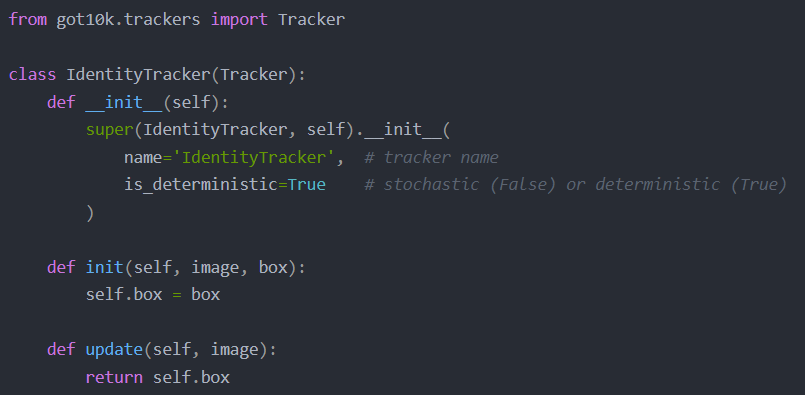 from got10k.trackers import Tracker

class IdentityTracker(Tracker):
    def __init__(self):
        super(IdentityTracker, self).__init__(
            name='IdentityTracker',  # tracker name
            is_deterministic=True    # stochastic (False) or deterministic (True)
        )

    def init(self, image, box):
        self.box = box

    def update(self, image):
        return self.box